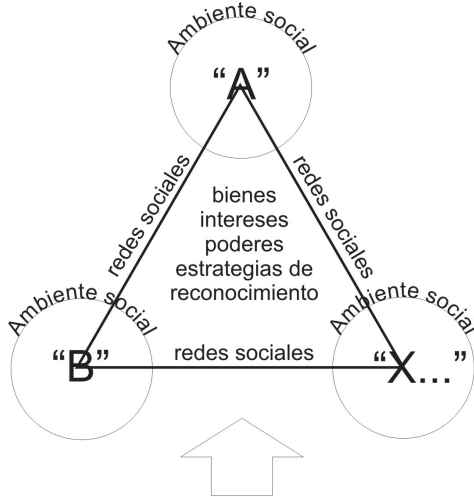 Ambiente social
“A”
redes sociales
redes sociales
bienes
intereses
poderes
estrategias de
reconocimiento
Ambiente social
Ambiente social
“B”
redes sociales
“X...”